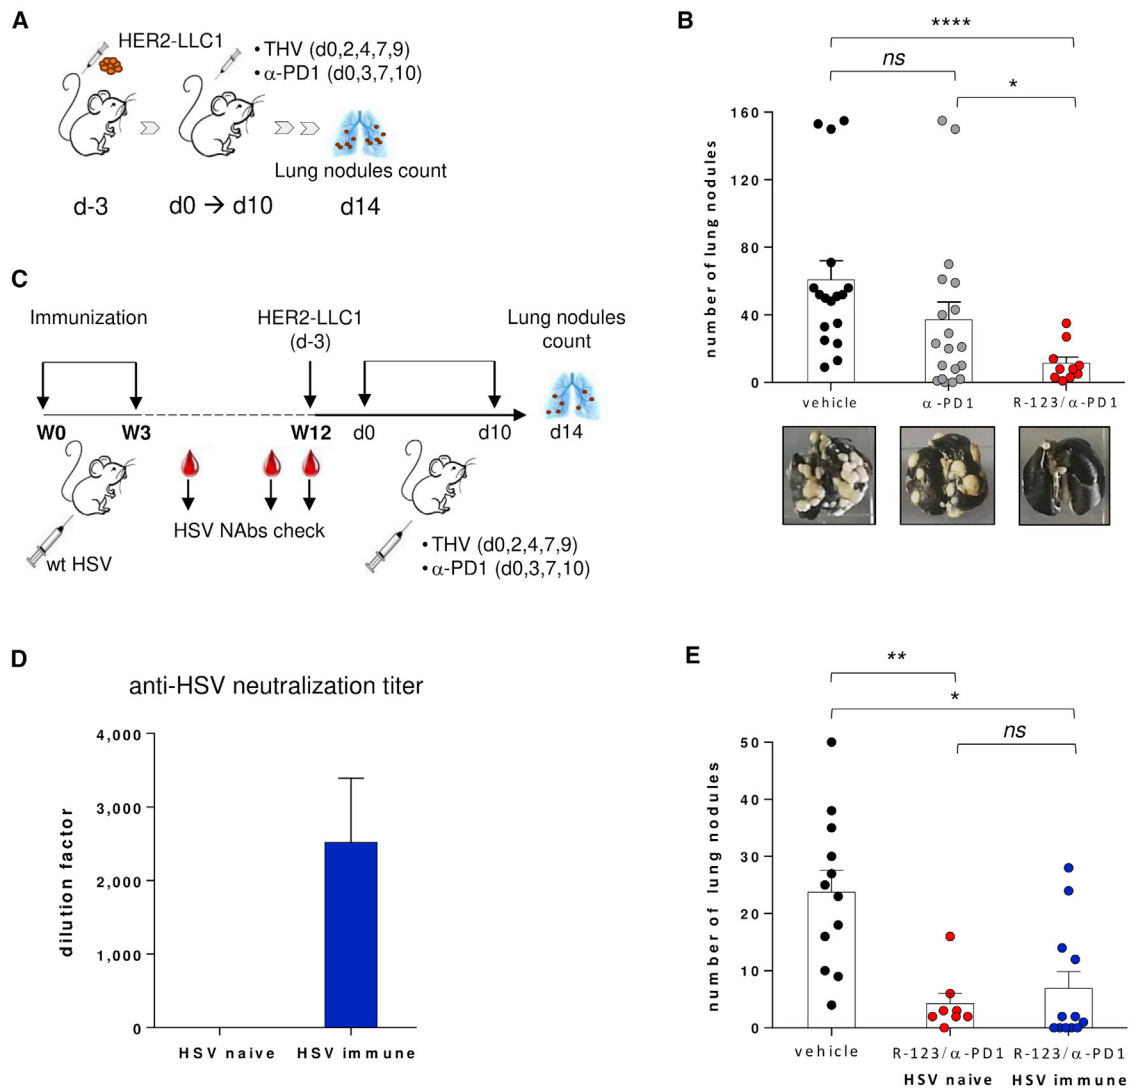 A
HER2-LLC1
• THV (d0,2,4,7,9)
• α-PD1 (d0,3,7,10)
Lung nodules count
d-3
d0 → d10
d14
B
****
ns
*
number of lung nodules
160
120
80
40
0
vehicle
α-PD1
R-123/α-PD1
C
Immunization
HER2-LLC1
(d-3)
Lung nodules
count
W0
W3
W12
d0
d10
d14
HSV NAbs check
wt HSV
• THV (d0,2,4,7,9)
• α-PD1 (d0,3,7,10)
D
anti-HSV neutralization titer
dilution factor
4,000
3,000
2,000
1,000
0
HSV naive
HSV immune
E
**
*
ns
number of lung nodules
50
40
30
20
10
0
vehicle
R-123/α-PD1
R-123/α-PD1
HSV naive
HSV immune